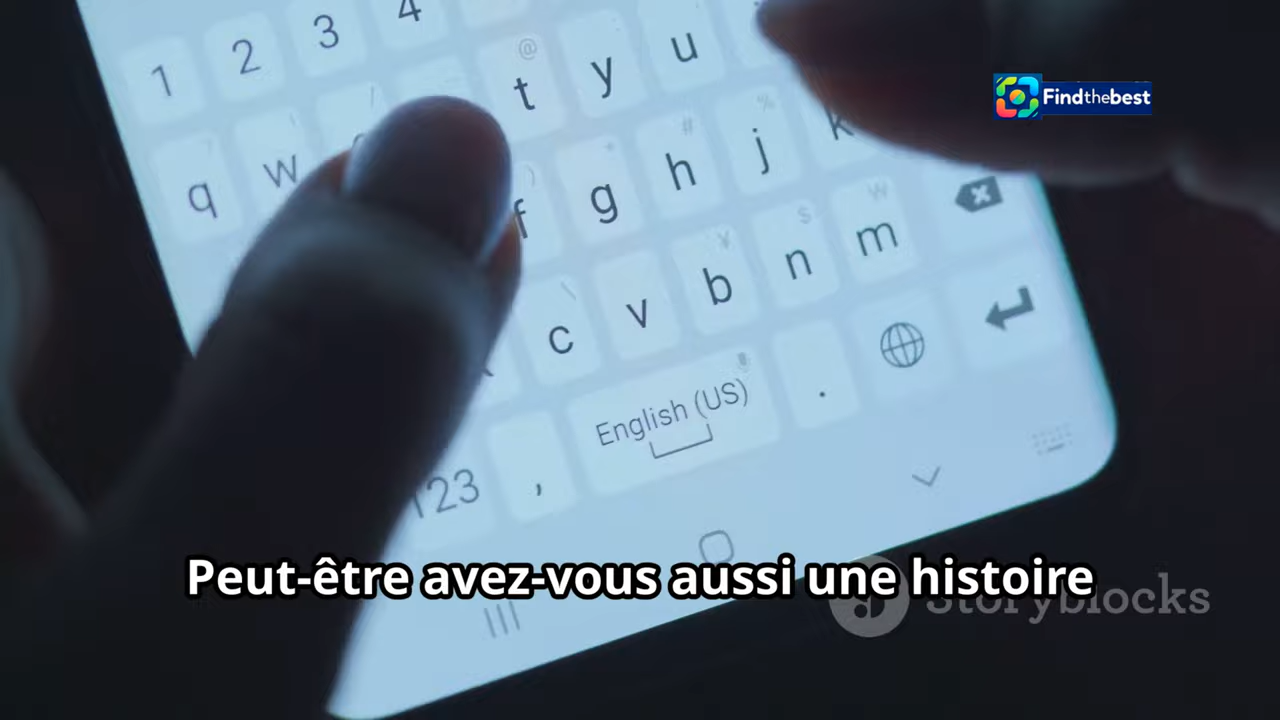 1 2 3 4
@
t y u
q w
%
#
f g h j k
W
$
¥
c v b n m
English (US)
123 , .
Findthebest
Peut-être avez-vous aussi une histoire
Storyblocks